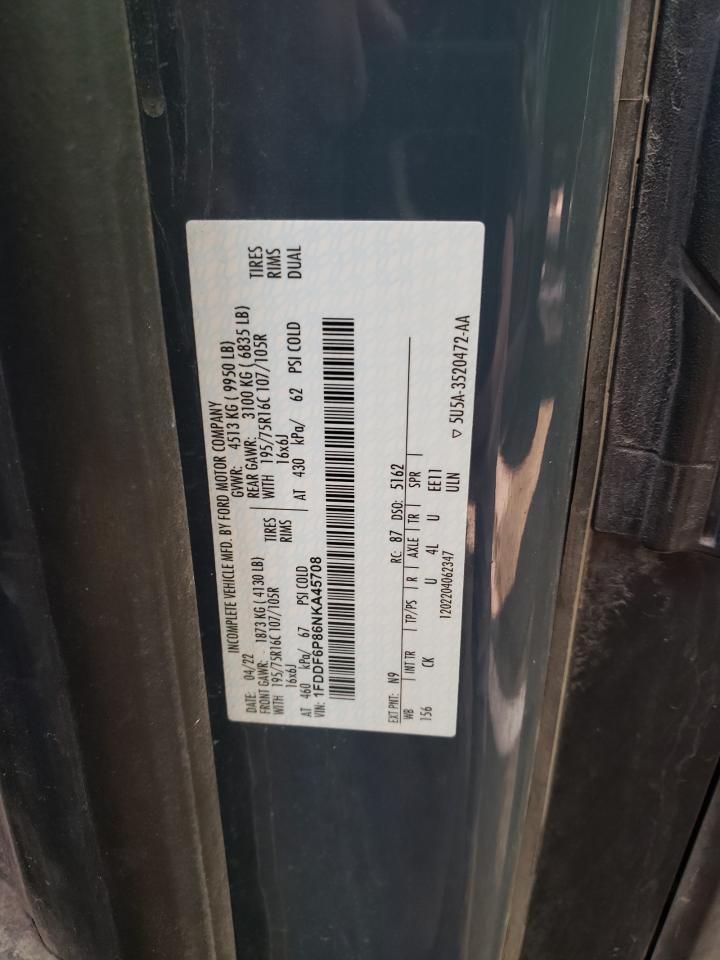 INCOMPLETE VEHICLE MFD. BY FORD MOTOR COMPANY
DATE: 04/22 GVWR: 4513 KG ( 9950 LB)
FRONT GAWR: 1873 KG ( 4130 LB) REAR GAWR: 3100 KG ( 6835 LB)
WITH 195/75R16C 107/105R TIRES WITH 195/75R16C 107/105R TIRES
16x6J RIMS 16x6J RIMS
AT 460 kPa/ 67 PSI COLD AT 430 kPa/ 62 PSI COLD DUAL
VIN: 1FDDF6P86NKA45708
EXT PNT: N9 RC: 87 DSO: 5162
WB INT TR TP/PS R AXLE TR SPR
156 CK U 4L U EE11
1202204062347 ULN
▽ 5U5A-3520472-AA